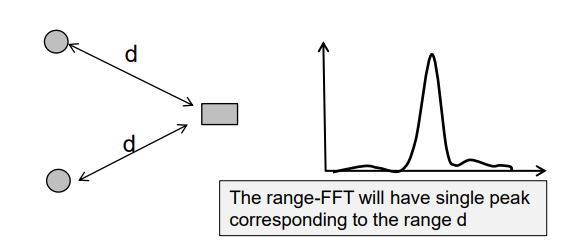 d
d
The range-FFT will have single peak
corresponding to the range d